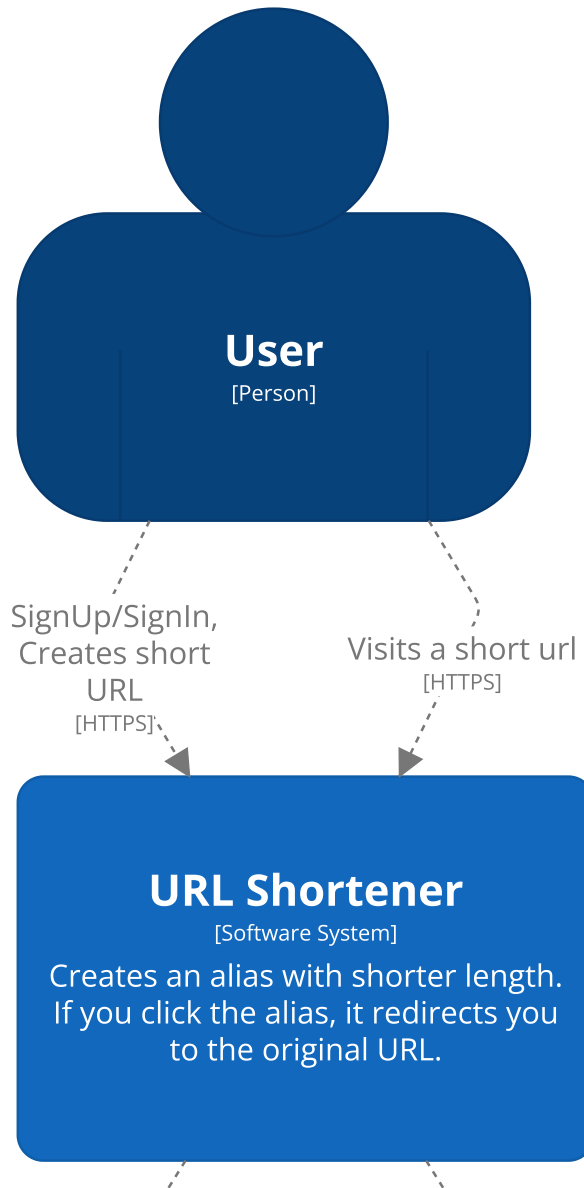 User
[Person]
SignUp/SignIn,
Creates short
URL
[HTTPS]
Visits a short url
[HTTPS]
URL Shortener
[Software System]
Creates an alias with shorter length.
If you click the alias, it redirects you
to the original URL.